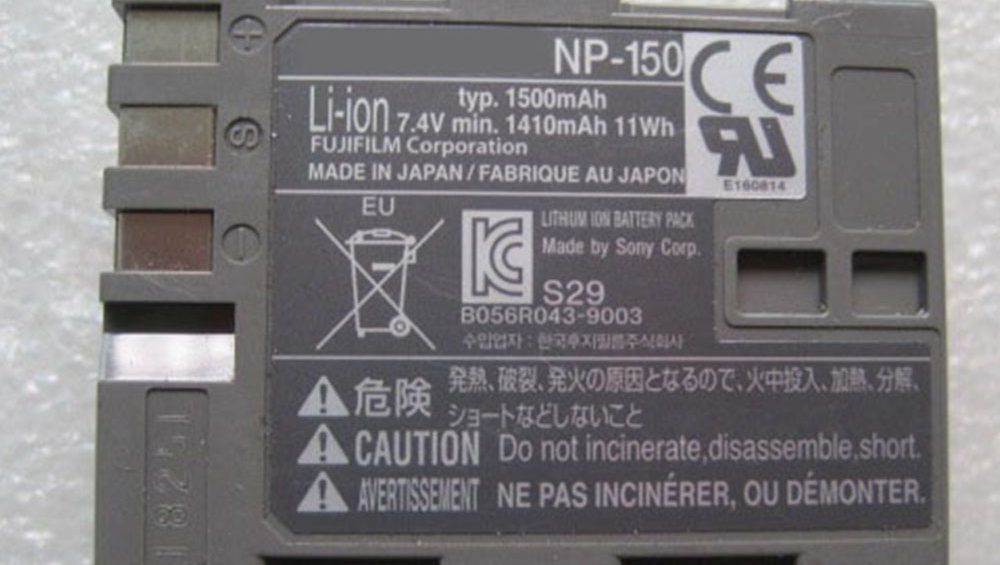 NP-150
Li-ion typ. 1500mAh
7.4V min. 1410mAh 11Wh
FUJIFILM Corporation
MADE IN JAPAN / FABRIQUE AU JAPON
CE
RU
E160814
+
S
−
EU
KC
LITHIUM ION BATTERY PACK
Made by Sony Corp.
S29
B056R043-9003
수입업자 : 한국후지필름주식회사
危険 発熱、破裂、発火の原因となるので、火中投入、加熱、分解、
ショートなどしないこと
CAUTION Do not incinerate,disassemble,short.
AVERTISSEMENT NE PAS INCINÉRER, OU DÉMONTER.